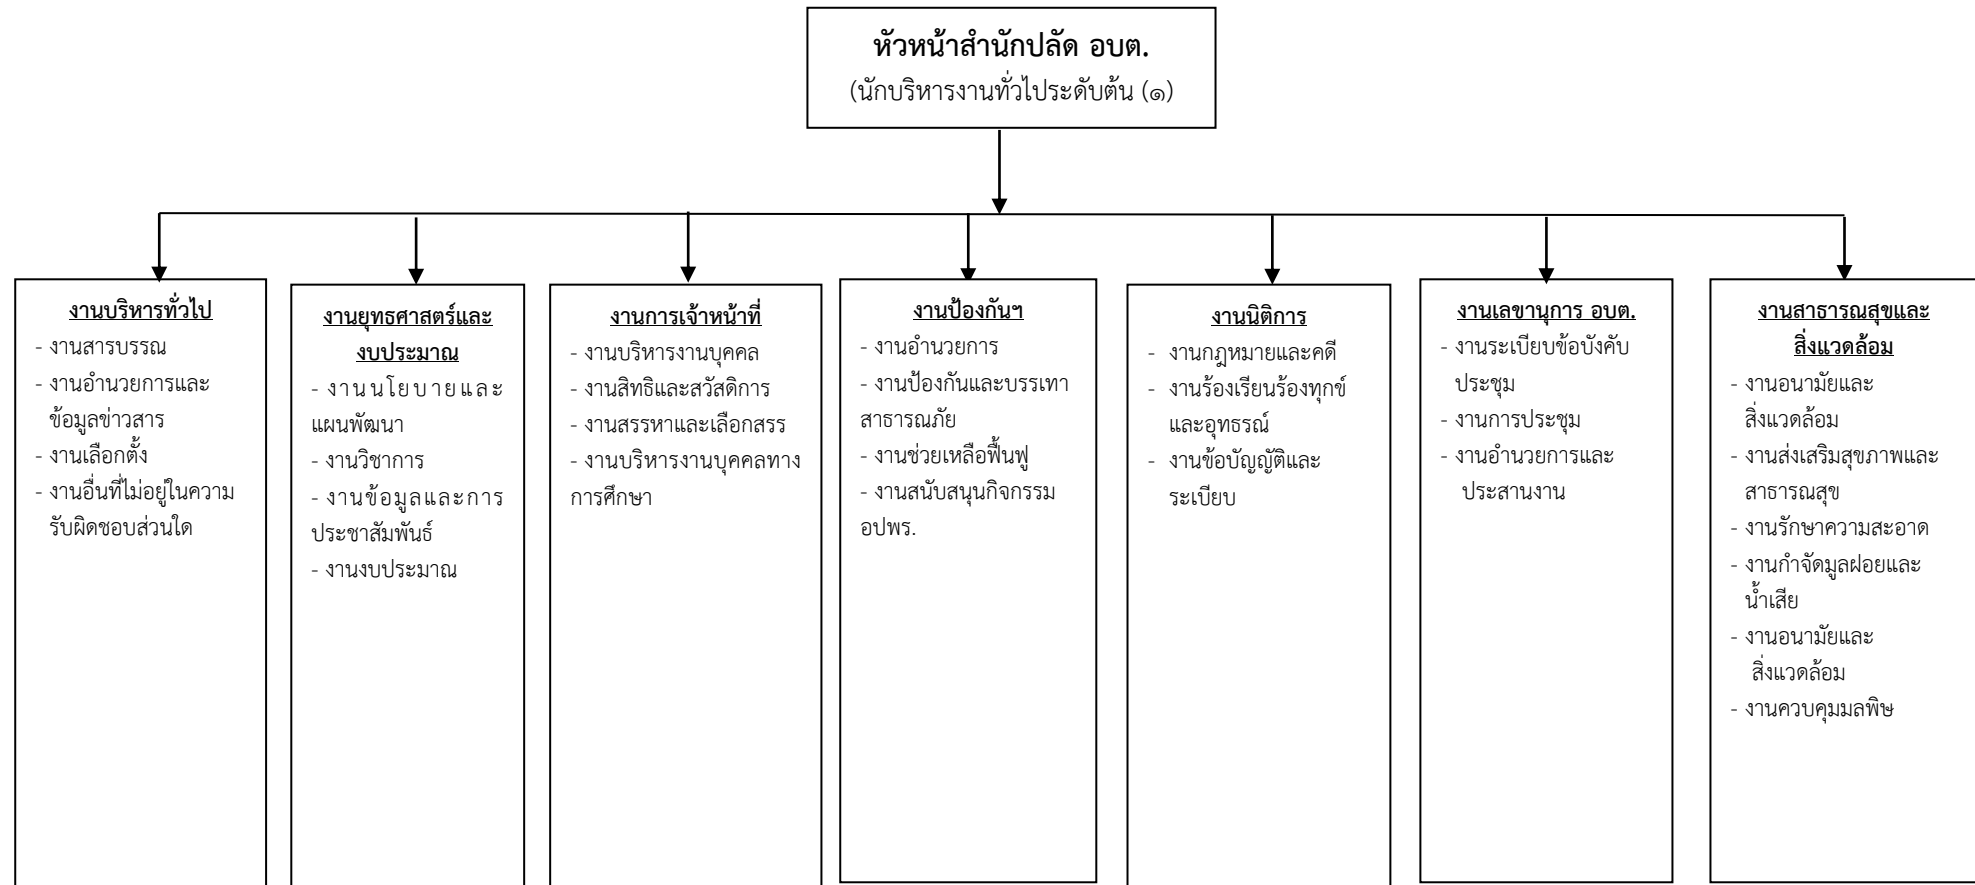 หัวหน้าสำนักปลัด อบต.
(นักบริหารงานทั่วไประดับต้น (๑)
งานบริหารทั่วไป
- งานสารบรรณ
- งานอำนวยการและ
ข้อมูลข่าวสาร
- งานเลือกตั้ง
- งานอื่นที่ไม่อยู่ในความ
รับผิดชอบส่วนใด
งานยุทธศาสตร์และ
งบประมาณ
- งานนโยบายและ
แผนพัฒนา
- งานวิชาการ
- งานข้อมูลและการ
ประชาสัมพันธ์
- งานงบประมาณ
งานการเจ้าหน้าที่
- งานบริหารงานบุคคล
- งานสิทธิและสวัสดิการ
- งานสรรหาและเลือกสรร
- งานบริหารงานบุคคลทาง
การศึกษา
งานป้องกันฯ
- งานอำนวยการ
- งานป้องกันและบรรเทา
สาธารณภัย
- งานช่วยเหลือฟื้นฟู
- งานสนับสนุนกิจกรรม
อปพร.
งานนิติการ
- งานกฎหมายและคดี
- งานร้องเรียนร้องทุกข์
และอุทธรณ์
- งานข้อบัญญัติและ
ระเบียบ
งานเลขานุการ อบต.
- งานระเบียบข้อบังคับ
ประชุม
- งานการประชุม
- งานอำนวยการและ
ประสานงาน
งานสาธารณสุขและ
สิ่งแวดล้อม
- งานอนามัยและ
สิ่งแวดล้อม
- งานส่งเสริมสุขภาพและ
สาธารณสุข
- งานรักษาความสะอาด
- งานกำจัดมูลฝอยและ
น้ำเสีย
- งานอนามัยและ
สิ่งแวดล้อม
- งานควบคุมมลพิษ